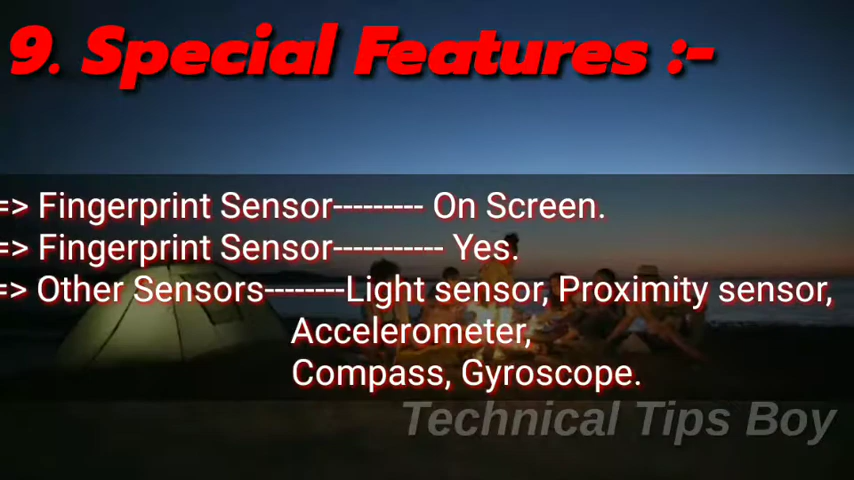 9. Special Features :-
=> Fingerprint Sensor--------- On Screen.
=> Fingerprint Sensor----------- Yes.
=> Other Sensors--------Light sensor, Proximity sensor,
Accelerometer,
Compass, Gyroscope.
Technical Tips Boy